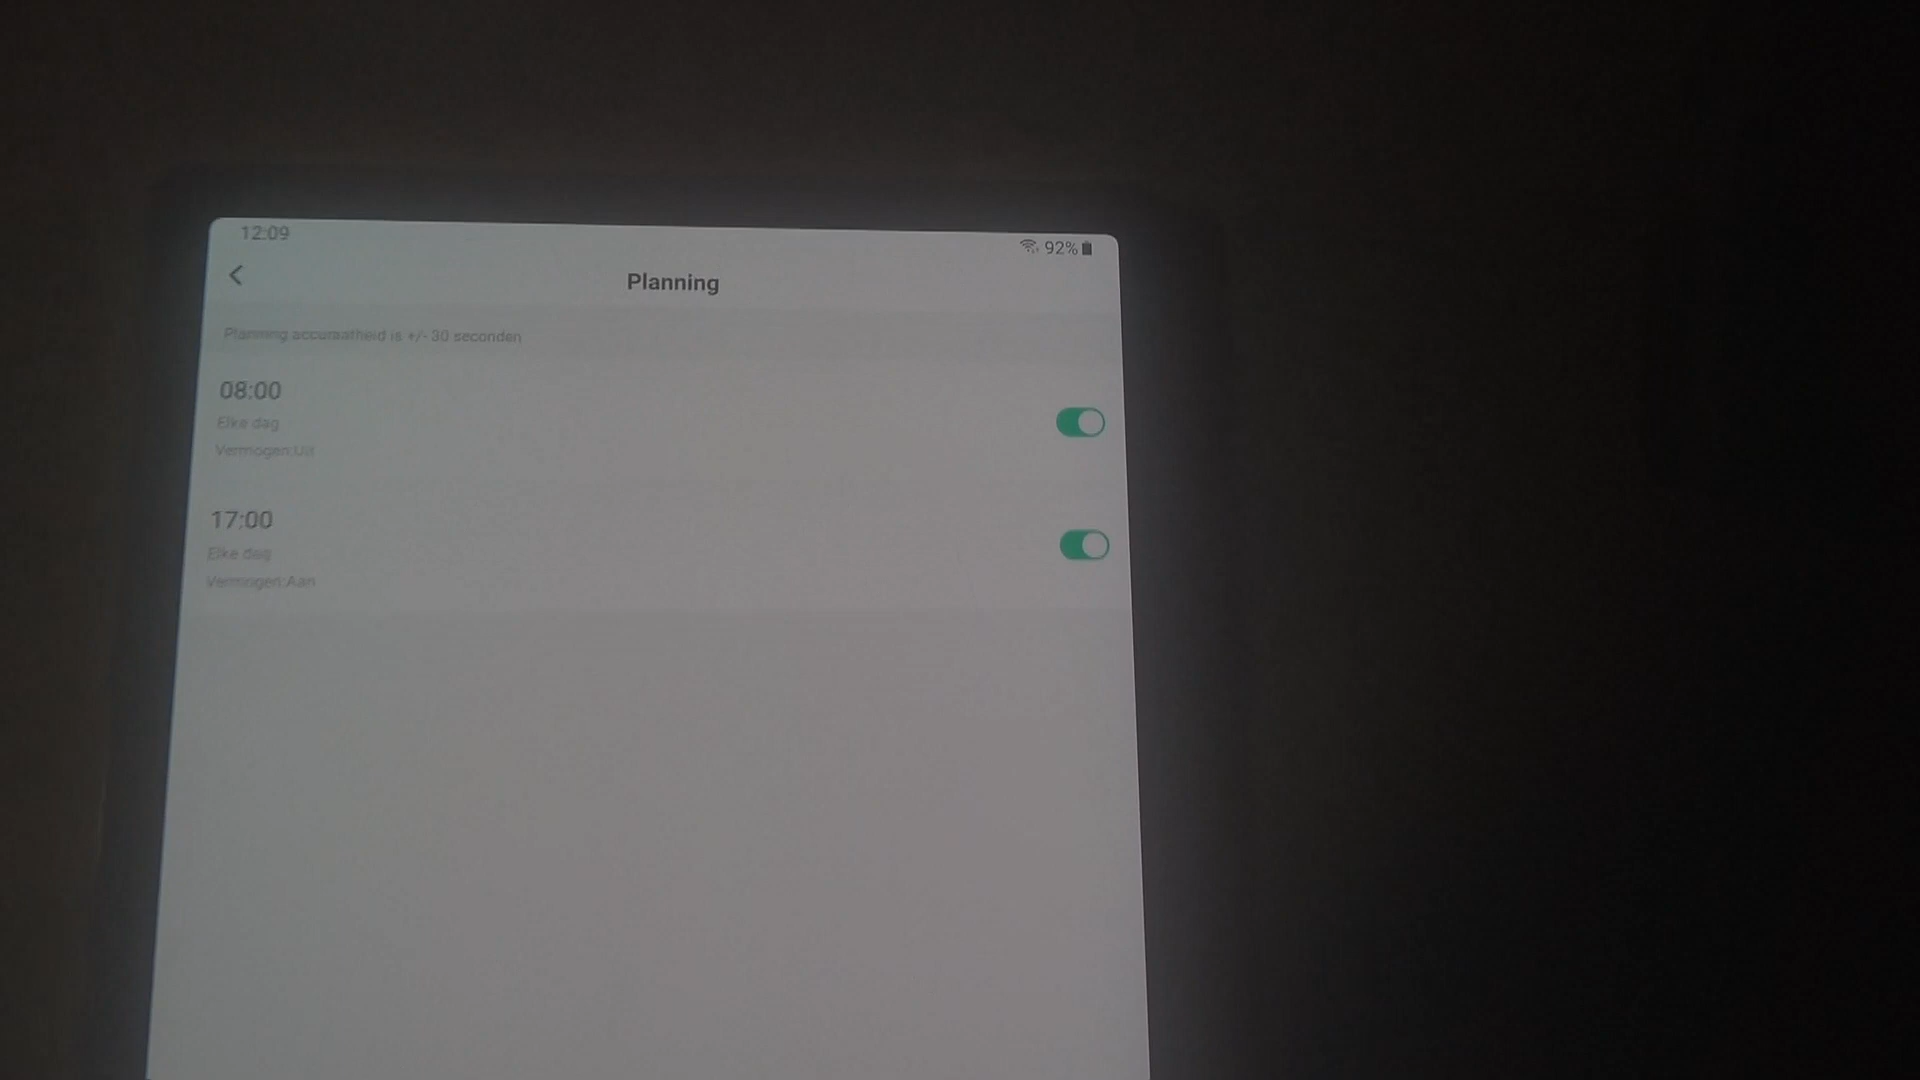 12:09
92%
Planning
Planning accuraatheid is +/- 30 seconden
08:00
Elke dag
Vermogen:Uit
17:00
Elke dag
Vermogen:Aan